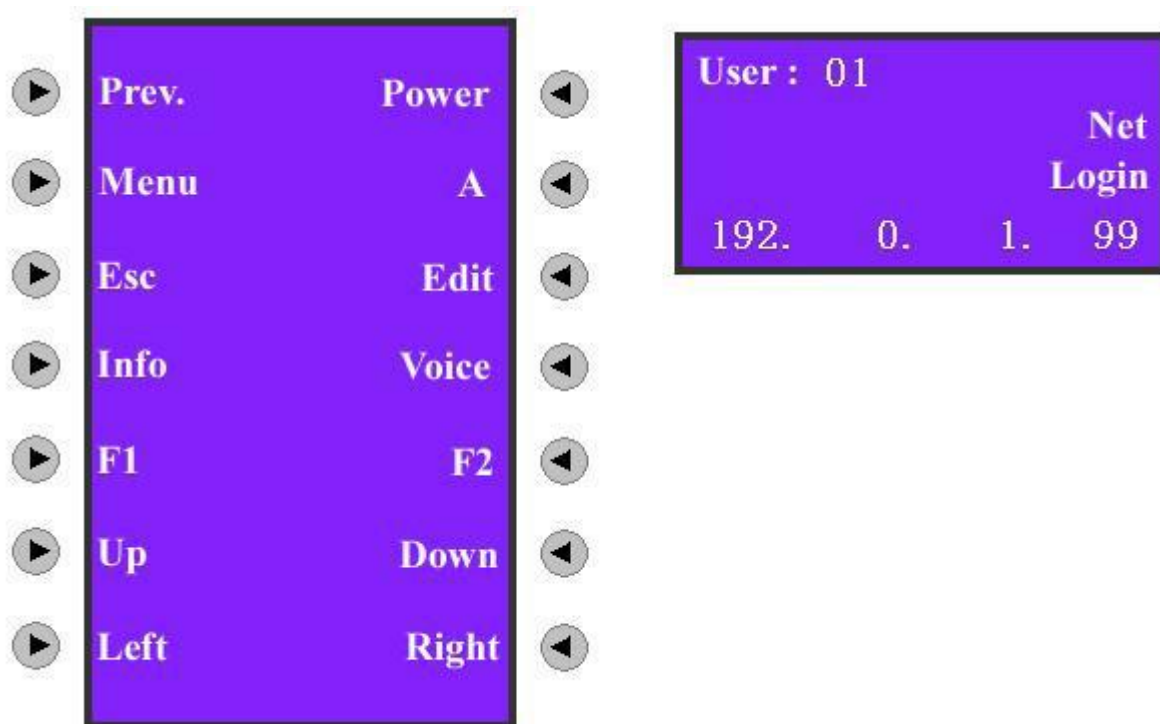 Prev. Power
Menu A
Esc Edit
Info Voice
F1 F2
Up Down
Left Right
User : 01
Net
Login
192. 0. 1. 99